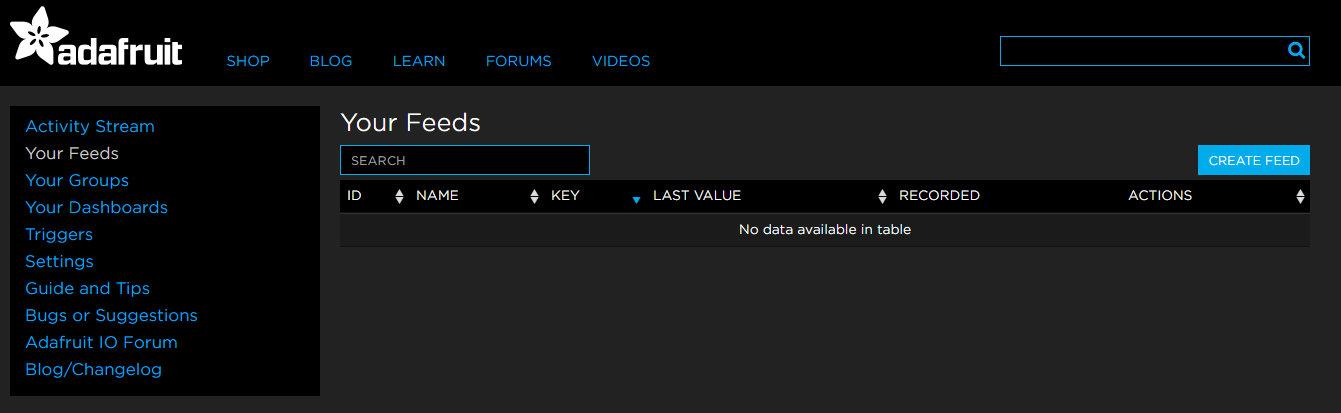 adafruit
SHOP BLOG LEARN FORUMS VIDEOS
Activity Stream
Your Feeds
Your Groups
Your Dashboards
Triggers
Settings
Guide and Tips
Bugs or Suggestions
Adafruit IO Forum
Blog/Changelog
Your Feeds
SEARCH
CREATE FEED
ID NAME KEY LAST VALUE RECORDED ACTIONS
No data available in table